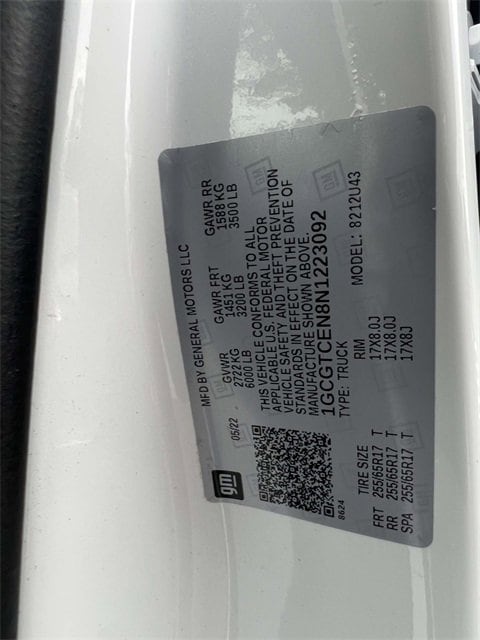 gm
MFD BY GENERAL MOTORS LLC
05/22
GVWR
2722 KG
6000 LB
GAWR FRT
1451 KG
3200 LB
GAWR RR
1588 KG
3500 LB
THIS VEHICLE CONFORMS TO ALL
APPLICABLE U.S. FEDERAL MOTOR
VEHICLE SAFETY AND THEFT PREVENTION
STANDARDS IN EFFECT ON THE DATE OF
MANUFACTURE SHOWN ABOVE.
1GCGTCEN8N1223092
TYPE: TRUCK
MODEL: 8212U43
8624
TIRE SIZE RIM
FRT 255/65R17 T 17X8.0J
RR 255/65R17 T 17X8.0J
SPA 255/65R17 T 17X8J